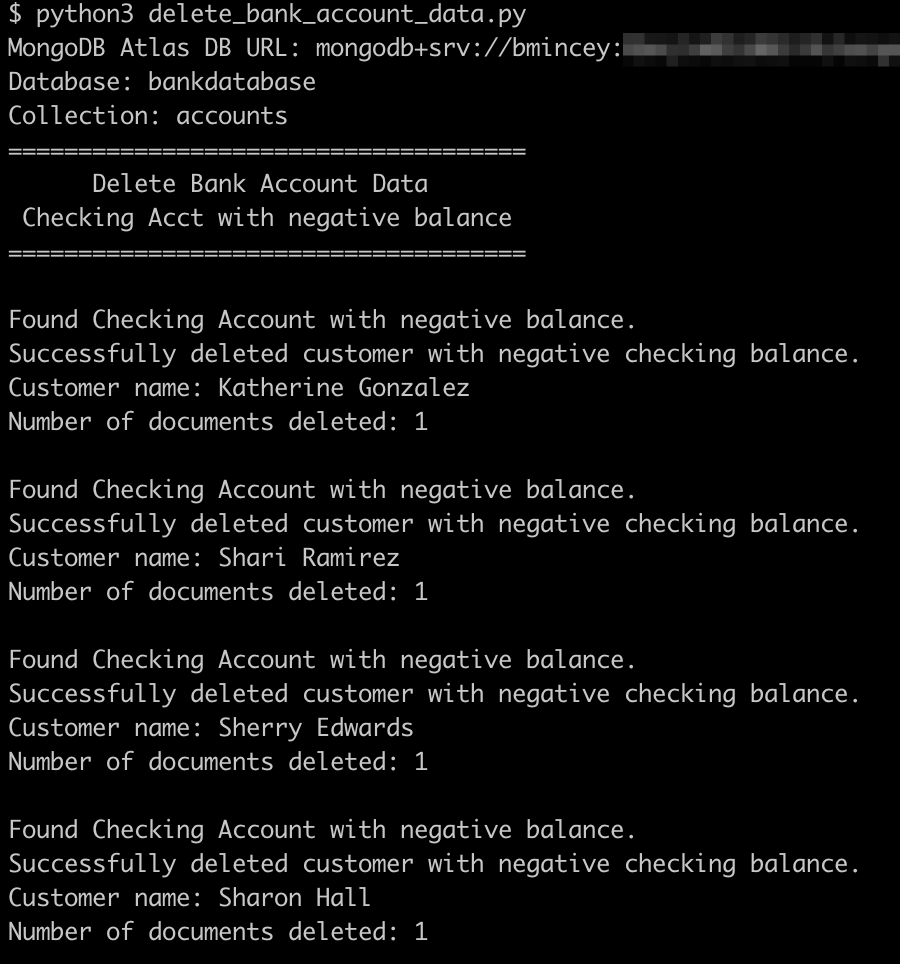 $ python3 delete_bank_account_data.py
MongoDB Atlas DB URL: mongodb+srv://bmincey:
Database: bankdatabase
Collection: accounts
=====================================
Delete Bank Account Data
Checking Acct with negative balance
=====================================
Found Checking Account with negative balance.
Successfully deleted customer with negative checking balance.
Customer name: Katherine Gonzalez
Number of documents deleted: 1
Found Checking Account with negative balance.
Successfully deleted customer with negative checking balance.
Customer name: Shari Ramirez
Number of documents deleted: 1
Found Checking Account with negative balance.
Successfully deleted customer with negative checking balance.
Customer name: Sherry Edwards
Number of documents deleted: 1
Found Checking Account with negative balance.
Successfully deleted customer with negative checking balance.
Customer name: Sharon Hall
Number of documents deleted: 1